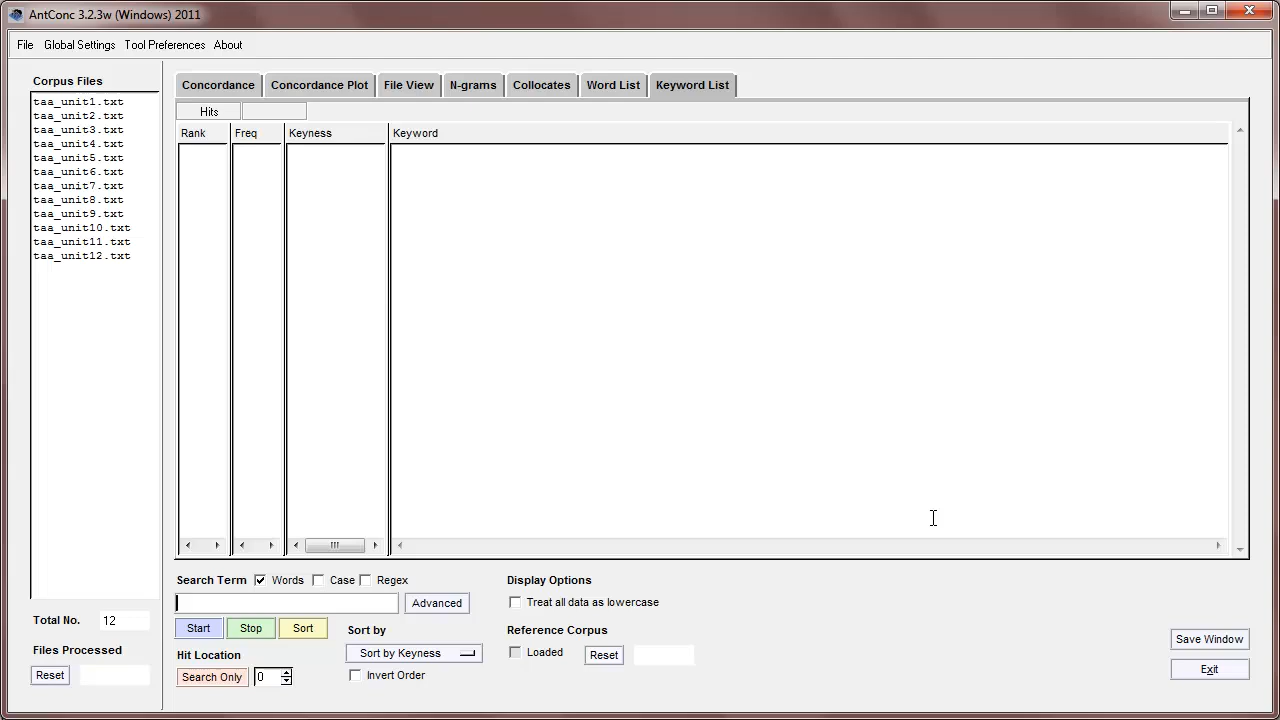 AntConc 3.2.3w (Windows) 2011
File Global Settings Tool Preferences About
Corpus Files
taa_unit1.txt
taa_unit2.txt
taa_unit3.txt
taa_unit4.txt
taa_unit5.txt
taa_unit6.txt
taa_unit7.txt
taa_unit8.txt
taa_unit9.txt
taa_unit10.txt
taa_unit11.txt
taa_unit12.txt
Total No. 12
Files Processed
Reset
Concordance Concordance Plot File View N-grams Collocates Word List Keyword List
Hits
Rank Freq Keyness Keyword
Search Term Words Case Regex
Advanced
Start Stop Sort
Sort by
Sort by Keyness
Invert Order
Hit Location
Search Only 0
Display Options
Treat all data as lowercase
Reference Corpus
Loaded Reset
Save Window
Exit